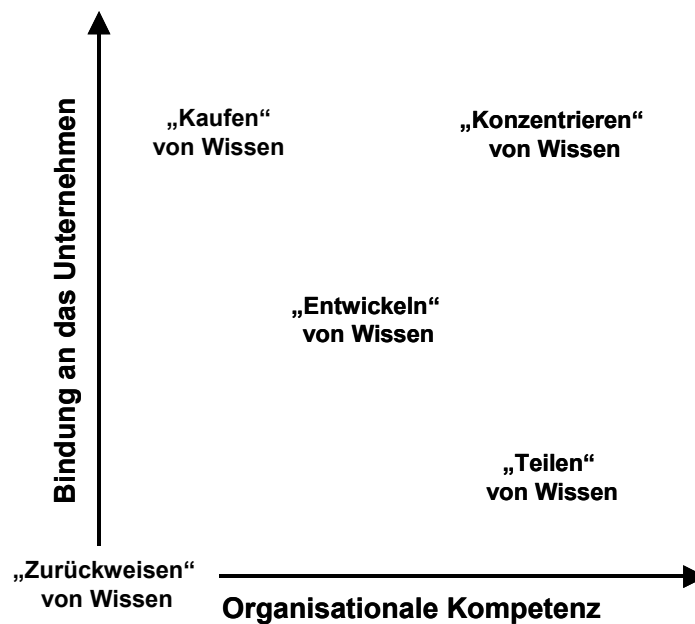 „Kaufen“
von Wissen
„Konzentrieren“
von Wissen
Bindung an das Unternehmen
„Entwickeln“
von Wissen
„Teilen“
von Wissen
„Zurückweisen“
von Wissen
Organisationale Kompetenz